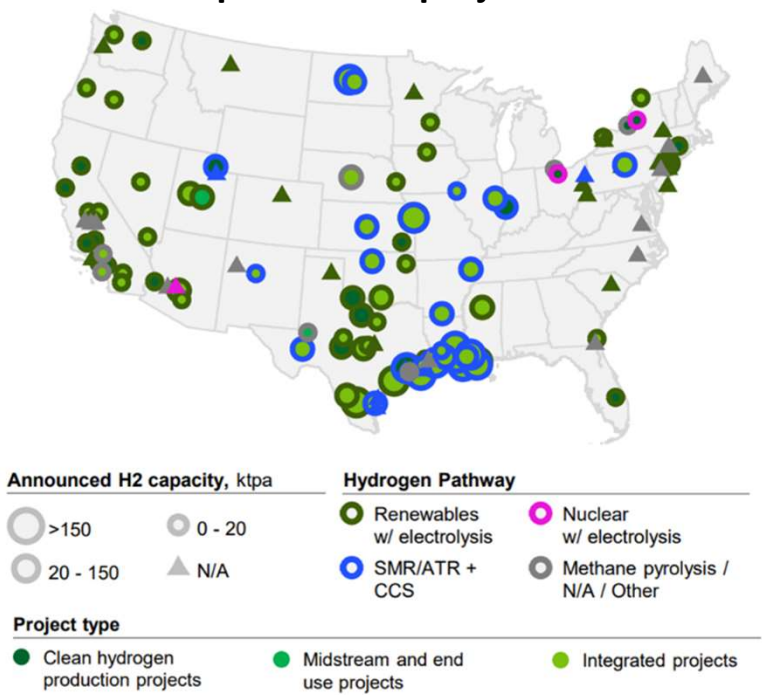 Announced H2 capacity, ktpa
>150
0 - 20
20 - 150
N/A
Hydrogen Pathway
Renewables
w/ electrolysis
Nuclear
w/ electrolysis
SMR/ATR +
CCS
Methane pyrolysis /
N/A / Other
Project type
Clean hydrogen
production projects
Midstream and end
use projects
Integrated projects